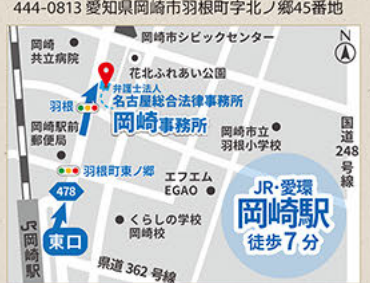 444-0813 愛知県岡崎市羽根町字北ノ郷45番地
岡崎
共立病院
岡崎市シビックセンター
N
花北ふれあい公園
弁護士法人
名古屋総合法律事務所
岡崎事務所
羽根
岡崎駅前
郵便局
岡崎市立
羽根小学校
国道
248
号線
羽根町東ノ郷
エフエム
EGAO
478
JR・愛環
岡崎駅
徒歩7分
東口
くらしの学校
岡崎校
JR岡崎駅
県道362号線